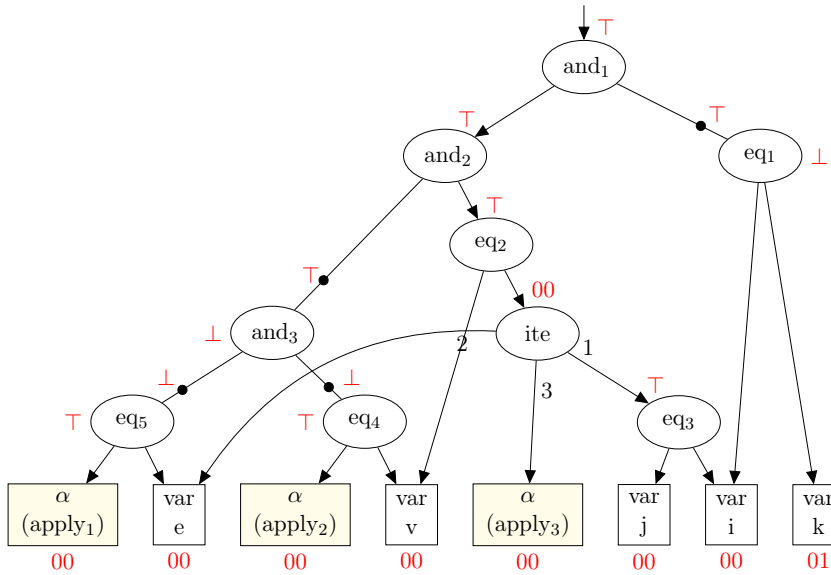 ⊤
and₁
⊤ ⊤
and₂ eq₁ ⊥
⊤
eq₂
⊤ 00
⊥ and₃ ite
2 1
⊥ ⊥ 3 ⊤
⊤ eq₅ ⊤ eq₄ eq₃
α var α var α var var var
(apply₁) e (apply₂) v (apply₃) j i k
00 00 00 00 00 00 00 01